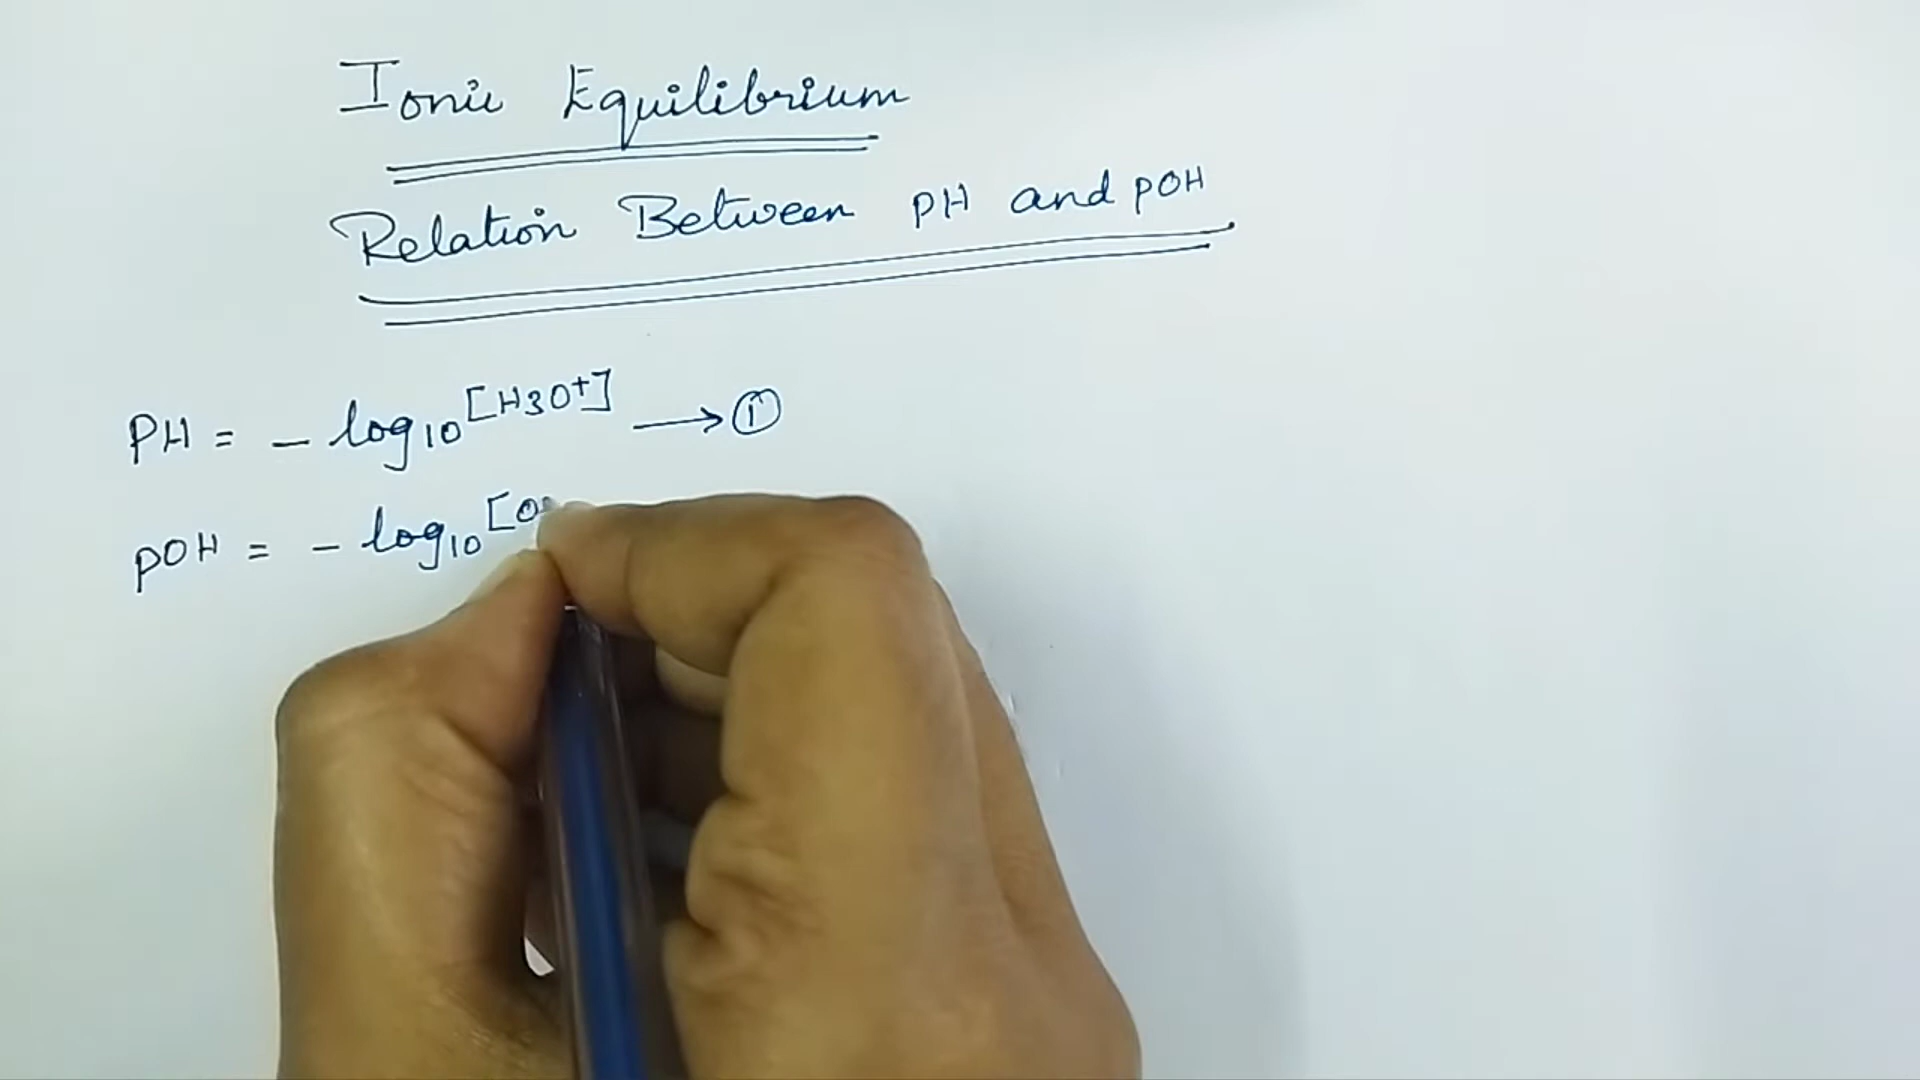 Ionic Equilibrium
Relation Between pH and pOH
PH = - log10 [H3O+] → ①
pOH = - log10 [O